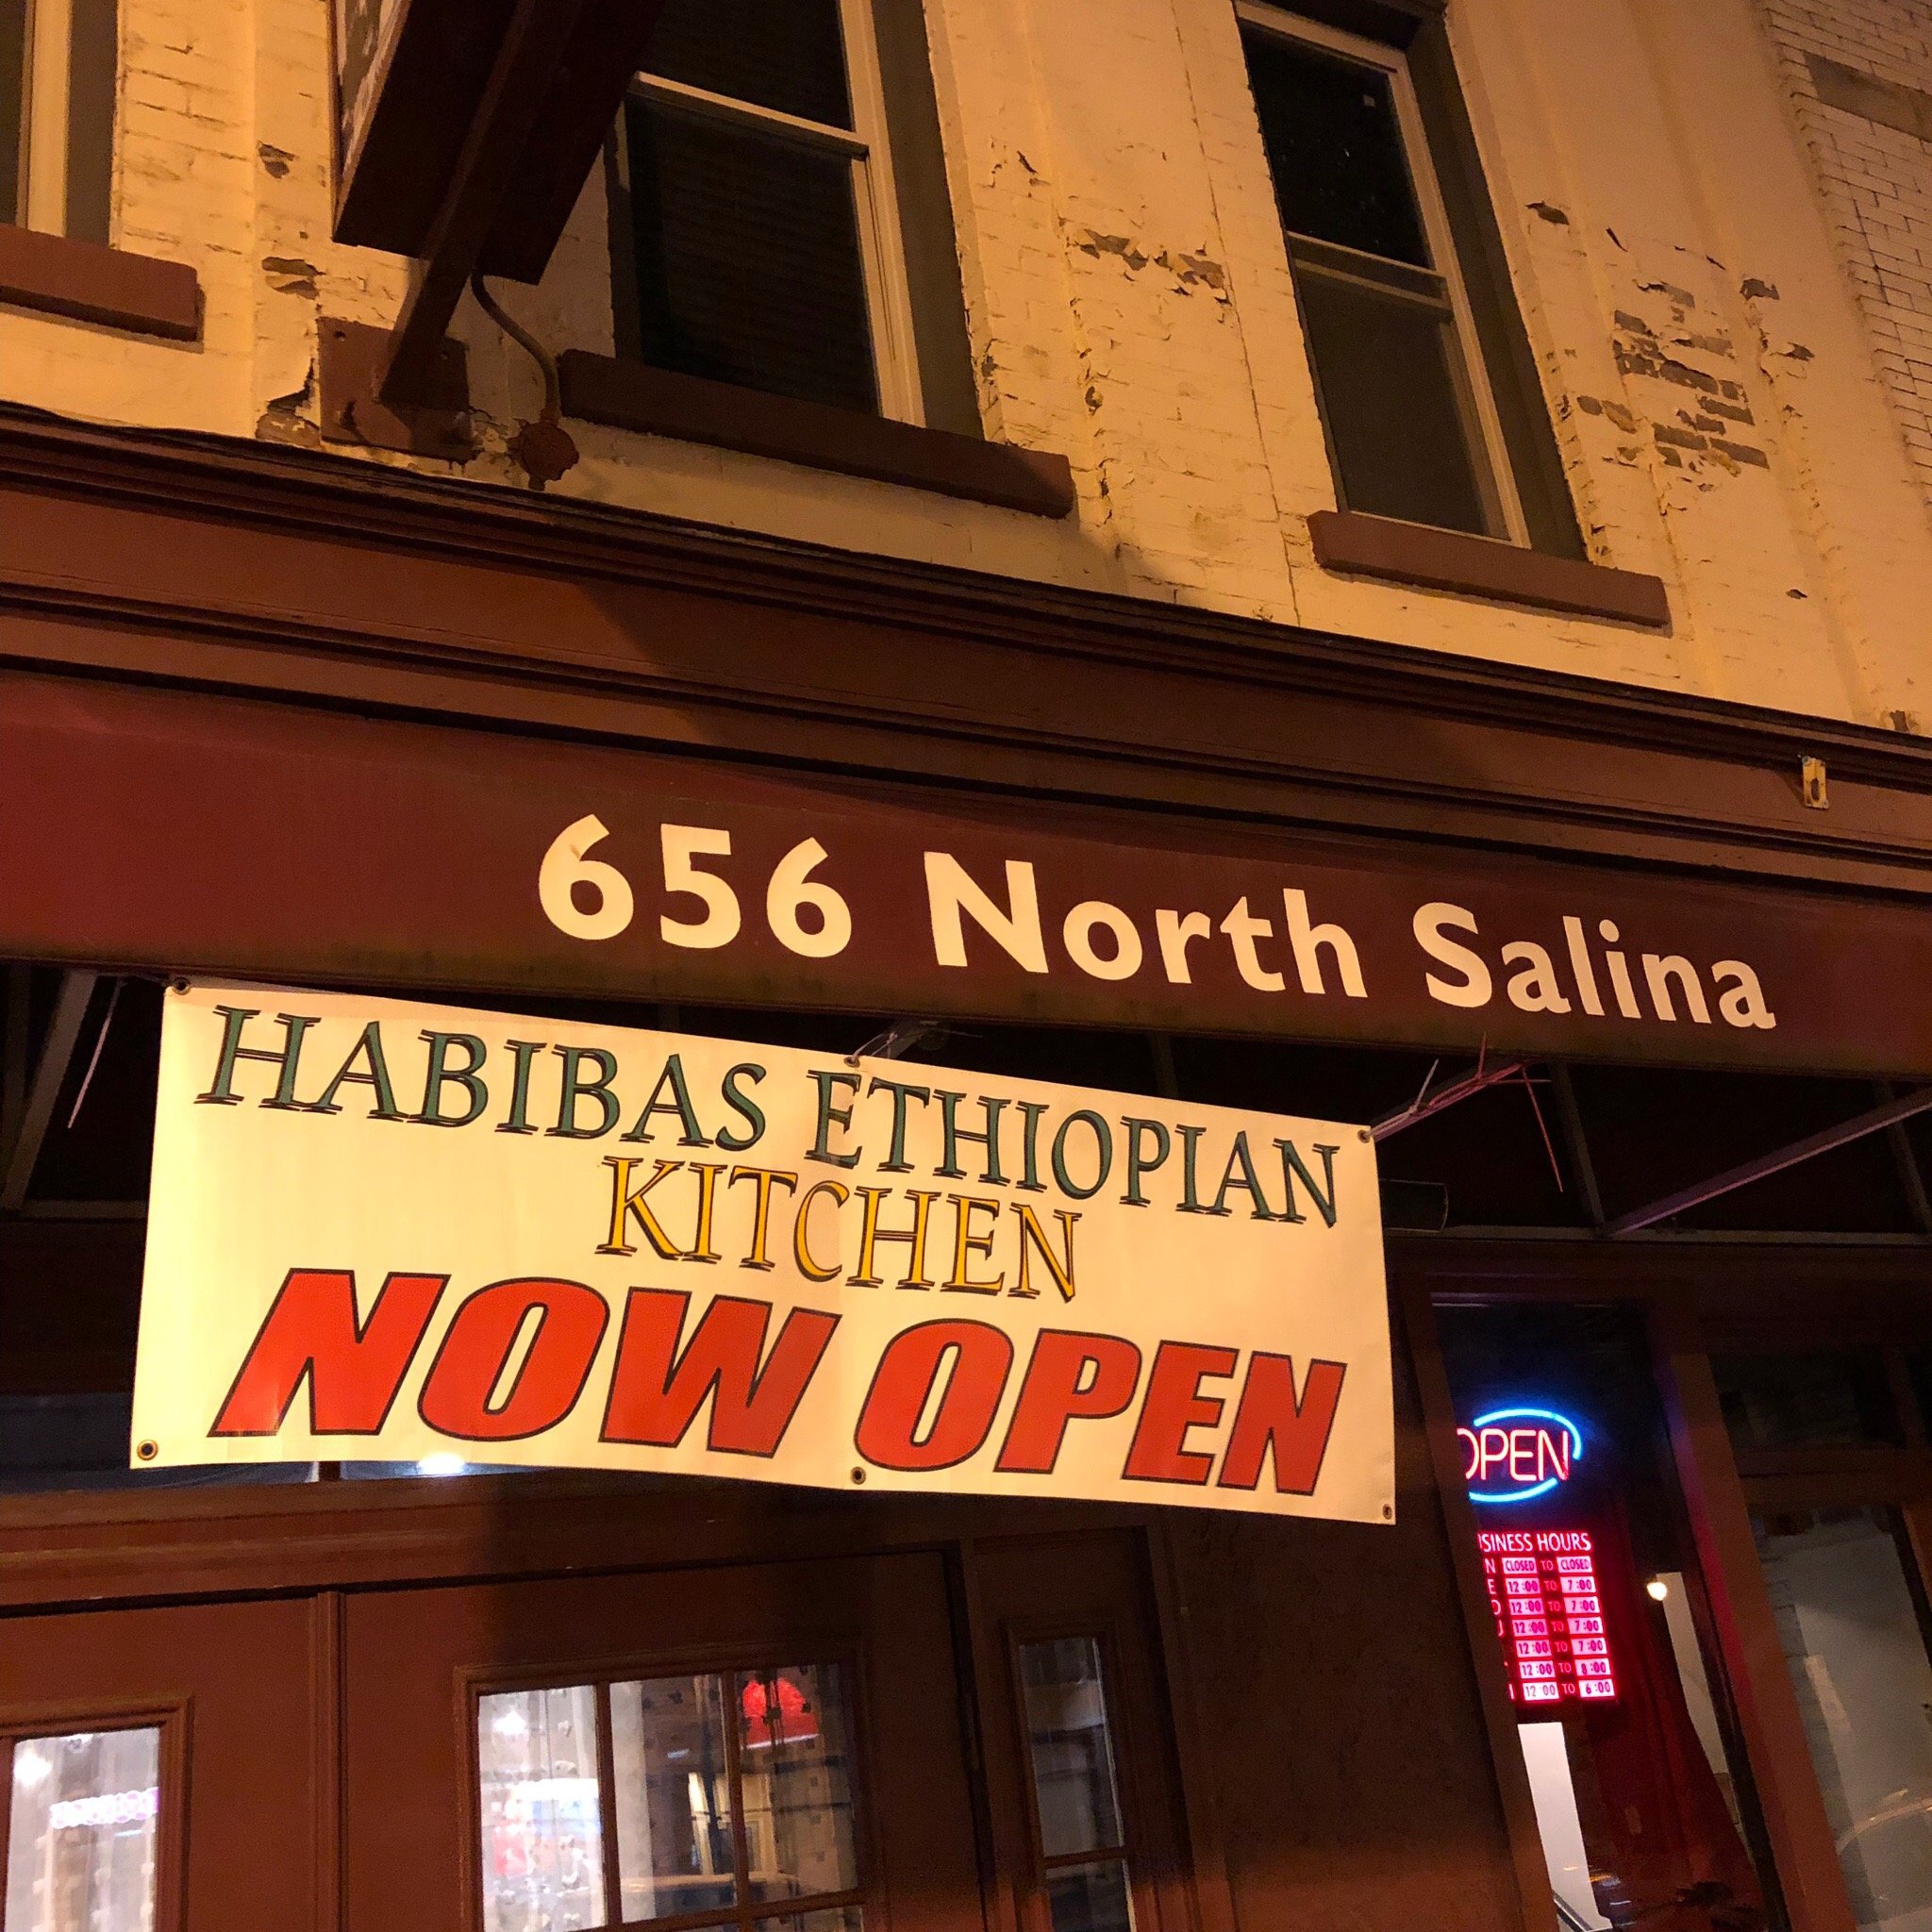 656 North Salina
HABIBAS ETHIOPIAN
KITCHEN
NOW OPEN
OPEN
SINESS HOURS
N CLOSED TO CLOSED
E 12:00 TO 7:00
12:00 TO 7:00
12:00 TO 7:00
12:00 TO 7:00
12:00 TO 8:00
12:00 TO 6:00